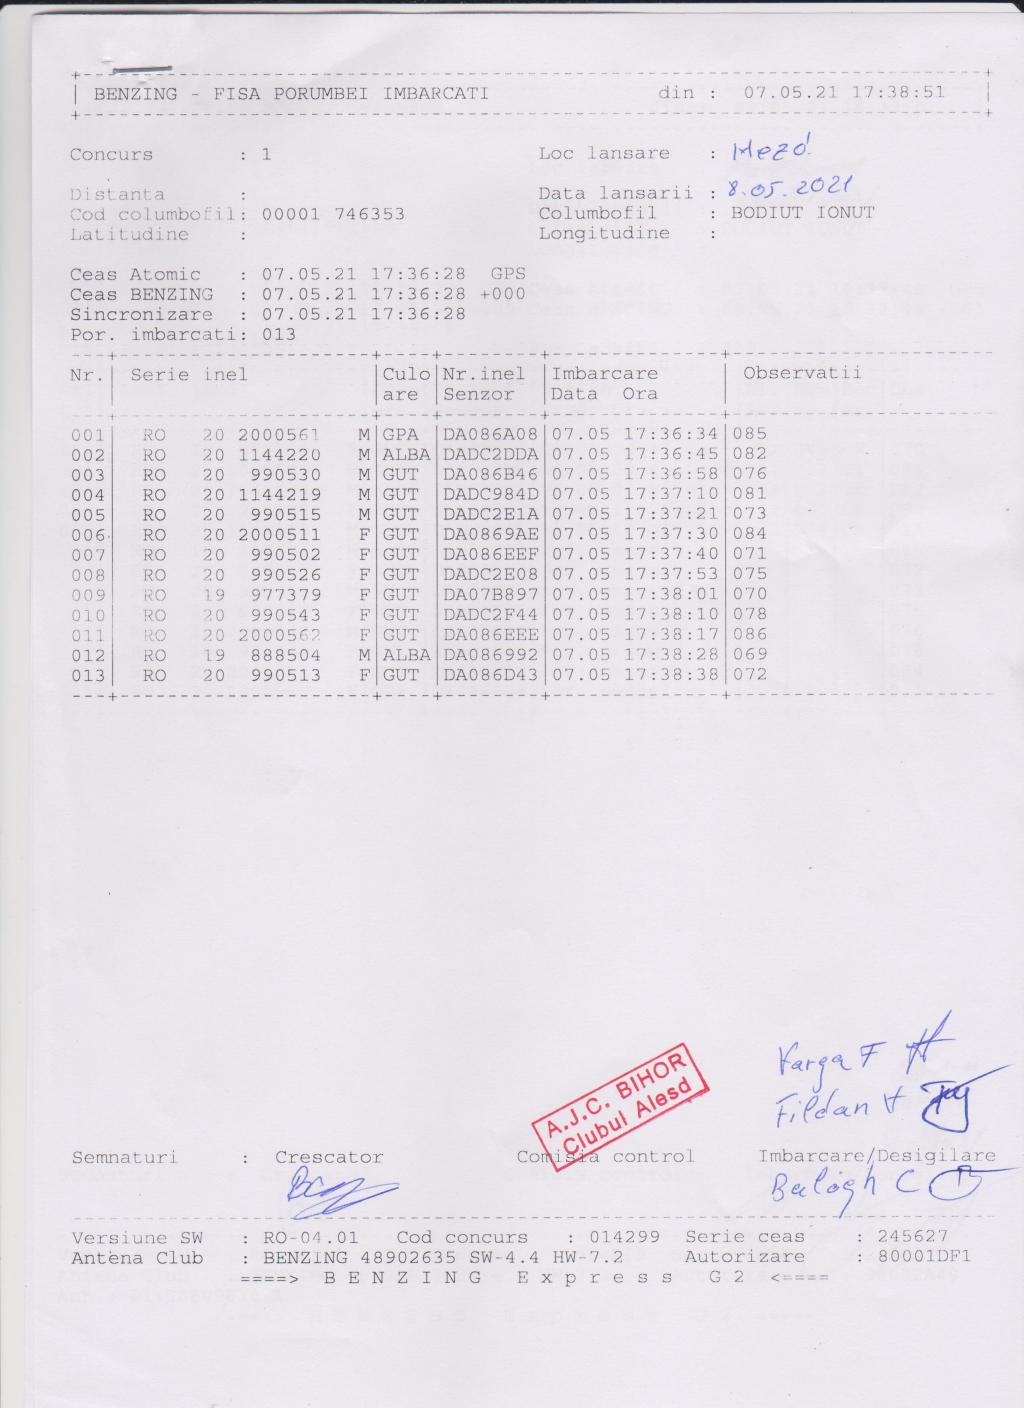 BENZING - FISA PORUMBEI IMBARCATI din : 07.05.21 17:38:51
Concurs : 1 Loc lansare : Mezó
Distanta : Data lansarii : 8.05.2021
Cod columbofil: 00001 746353 Columbofil : BODIUT IONUT
Latitudine : Longitudine :
Ceas Atomic : 07.05.21 17:36:28 GPS
Ceas BENZING : 07.05.21 17:36:28 +000
Sincronizare : 07.05.21 17:36:28
Por. imbarcati: 013
Nr. Serie inel Culo Nr.inel Imbarcare Observatii
are Senzor Data Ora
001 RO 20 2000561 M GPA DA086A08 07.05 17:36:34 085
002 RO 20 1144220 M ALBA DADC2DDA 07.05 17:36:45 082
003 RO 20 990530 M GUT DA086B46 07.05 17:36:58 076
004 RO 20 1144219 M GUT DADC984D 07.05 17:37:10 081
005 RO 20 990515 M GUT DADC2E1A 07.05 17:37:21 073
006 RO 20 2000511 F GUT DA0869AE 07.05 17:37:30 084
007 RO 20 990502 F GUT DA086EEF 07.05 17:37:40 071
008 RO 20 990526 F GUT DADC2E08 07.05 17:37:53 075
009 RO 19 977379 F GUT DA07B897 07.05 17:38:01 070
010 RO 20 990543 F GUT DADC2F44 07.05 17:38:10 078
011 RO 20 2000562 F GUT DA086EEE 07.05 17:38:17 086
012 RO 19 888504 M ALBA DA086992 07.05 17:38:28 069
013 RO 20 990513 F GUT DA086D43 07.05 17:38:38 072
A.J.C. BIHOR
Clubul Alesd
Varga F
Fildan V
Semnaturi : Crescator Comisia control Imbarcare/Desigilare
Balogh C
Versiune SW : RO-04.01 Cod concurs : 014299 Serie ceas : 245627
Antena Club : BENZING 48902635 SW-4.4 HW-7.2 Autorizare : 80001DF1
====> B E N Z I N G E x p r e s s G 2 <====